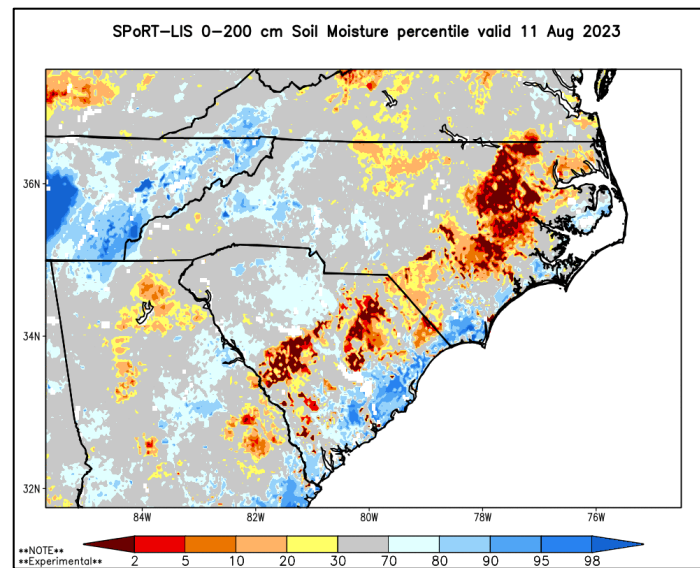 SPoRT-LIS 0-200 cm Soil Moisture percentile valid 11 Aug 2023
36N
34N
32N
84W 82W 80W 78W 76W
**NOTE**
**Experimental** 2 5 10 20 30 70 80 90 95 98